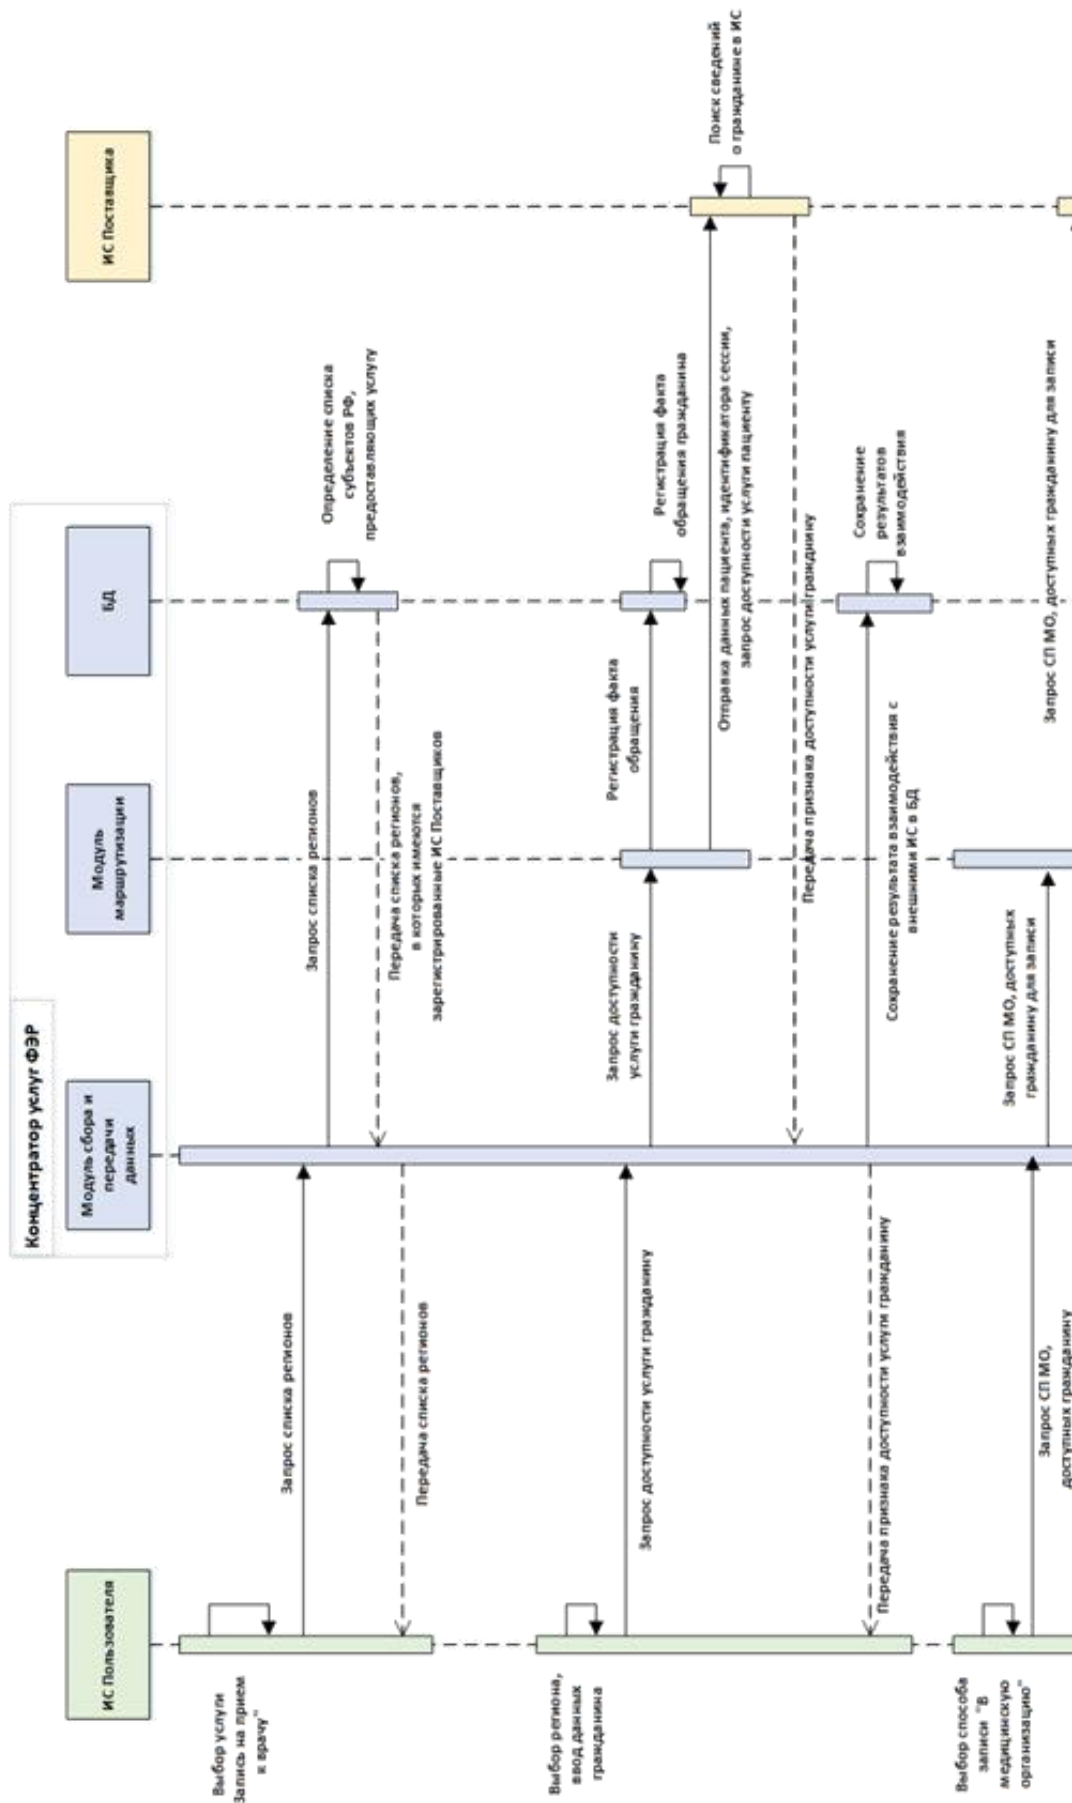 Концентратор услуг ФЭР
ИС Пользователя
Модуль сбора и
передачи
данных
Модуль
маршрутизации
БД
ИС Поставщика
Выбор услуги
Запись на прием
к врачу"
Запрос списка регионов
Запрос списка регионов
Определение списка
субъектов РФ,
предоставляющих услугу
Передача списка регионов,
в которых имеются
зарегистрированные ИС Поставщиков
Передача списка регионов
Выбор региона,
ввод данных
гражданина
Запрос доступности услуги гражданину
Запрос доступности
услуги гражданину
Регистрация факта
обращения
Регистрация факта
обращения гражданина
Отправка данных пациента, идентификатора сессии,
запрос доступности услуги пациенту
Поиск сведений
о гражданине в ИС
Передача признака доступности услуги гражднину
Сохранение результата взаимодействия с
внешними ИС в БД
Сохранение
результатов
взаимодействия
Передача признака доступности услуги гражданину
Выбор способа
записи "В
медицинскую
организацию"
Запрос СП МО,
доступных гражданину
Запрос СП МО, доступных
гражданину для записи
Запрос СП МО, доступных гражданину для записи